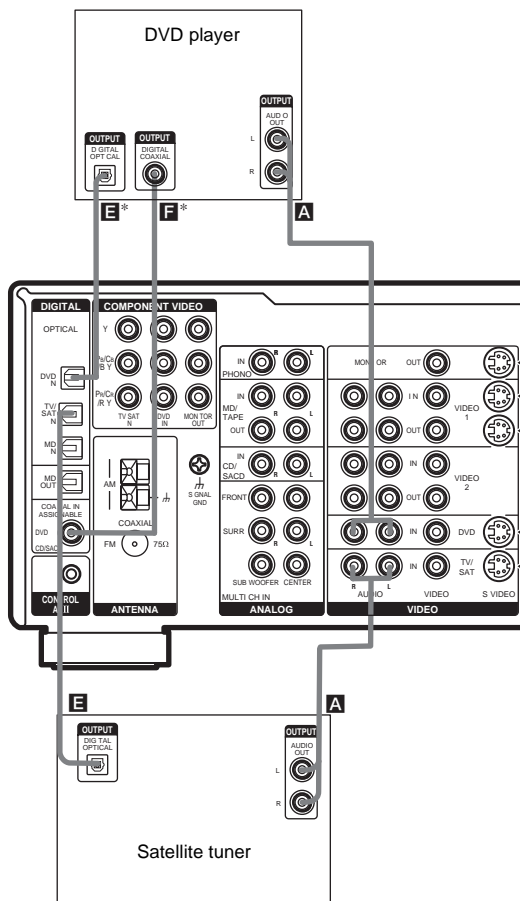 DVD player
OUTPUT
D GITAL
OPT CAL
OUTPUT
DIGITAL
COAXIAL
OUTPUT
AUD O
OUT
L
R
E*
F*
A
DIGITAL
OPTICAL
DVD
N
TV/
SAT
N
MD
N
MD
OUT
COAXIAL IN
ASSIGNABLE
DVD
CD/SACD
CONTROL
COMPONENT VIDEO
Y
PB/CB
/B Y
PR/CR
/R Y
TV SAT
N
DVD
IN
MON TOR
OUT
AM
COAXIAL
FM
75Ω
S GNAL
GND
ANTENNA
IN
PHONO
R
L
IN
MD/
TAPE
OUT
R
L
IN
CD/
SACD
R
L
FRONT
SURR
R
L
SUB WOOFER
CENTER
MULTI CH IN
ANALOG
MON TOR
OUT
I N
VIDEO
1
OUT
IN
VIDEO
2
OUT
IN
DVD
IN
TV/
SAT
R
L
AUDIO
VIDEO
S VIDEO
VIDEO
E
A
OUTPUT
DIG TAL
OPTICAL
OUTPUT
AUDIO
OUT
L
R
Satellite tuner